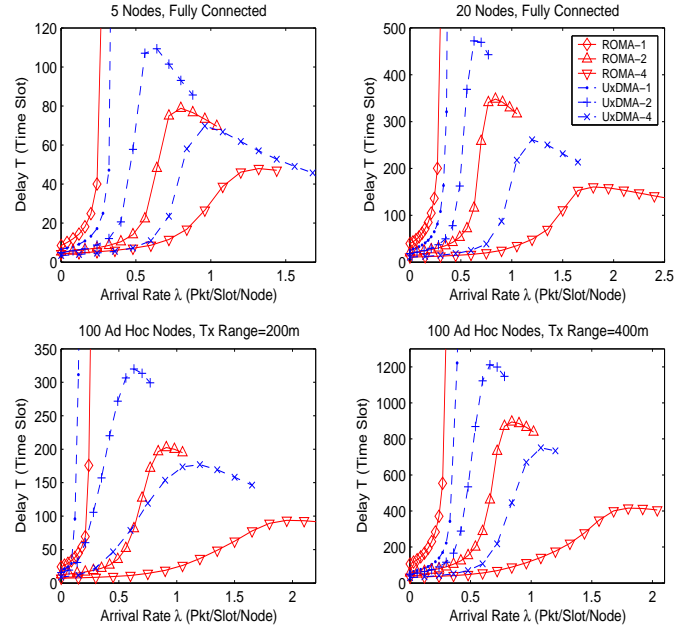 5 Nodes, Fully Connected
120
100
80
60
40
20
0
Delay T (Time Slot)
0 0.5 1 1.5
Arrival Rate λ (Pkt/Slot/Node)
20 Nodes, Fully Connected
500
400
300
200
100
0
Delay T (Time Slot)
0 0.5 1 1.5 2 2.5
Arrival Rate λ (Pkt/Slot/Node)
ROMA-1
ROMA-2
ROMA-4
UxDMA-1
UxDMA-2
UxDMA-4
100 Ad Hoc Nodes, Tx Range=200m
350
300
250
200
150
100
50
0
Delay T (Time Slot)
0 0.5 1 1.5 2
Arrival Rate λ (Pkt/Slot/Node)
100 Ad Hoc Nodes, Tx Range=400m
1200
1000
800
600
400
200
0
Delay T (Time Slot)
0 0.5 1 1.5 2
Arrival Rate λ (Pkt/Slot/Node)